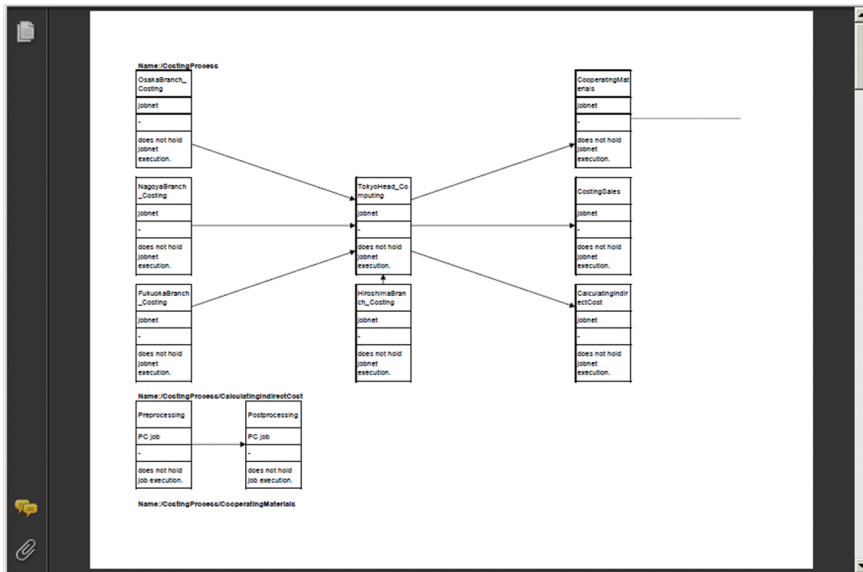 Name:/CostingProcess
OsakaBranch_
Costing
jobnet
-
does not hold
jobnet
execution.
CooperatingMat
erials
jobnet
-
does not hold
jobnet
execution.
NagoyaBranch
_Costing
jobnet
-
does not hold
jobnet
execution.
TokyoHead_Co
mputing
jobnet
-
does not hold
jobnet
execution.
CostingSales
jobnet
-
does not hold
jobnet
execution.
FukuokaBranch
_Costing
jobnet
-
does not hold
jobnet
execution.
HiroshimaBran
ch_Costing
jobnet
-
does not hold
jobnet
execution.
CalculatingIndir
ectCost
jobnet
-
does not hold
jobnet
execution.
Name:/CostingProcess/CalculatingIndirectCost
Preprocessing
PC job
-
does not hold
job execution.
Postprocessing
PC job
-
does not hold
job execution.
Name:/CostingProcess/CooperatingMaterials